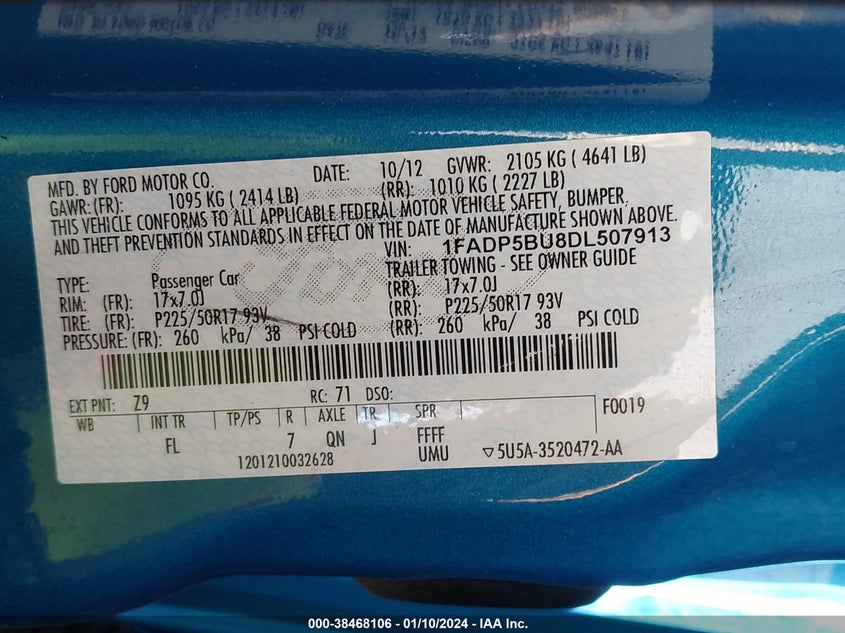 MFD. BY FORD MOTOR CO. DATE: 10/12 GVWR: 2105 KG ( 4641 LB)
GAWR: (FR): 1095 KG ( 2414 LB) (RR): 1010 KG ( 2227 LB)
THIS VEHICLE CONFORMS TO ALL APPLICABLE FEDERAL MOTOR VEHICLE SAFETY, BUMPER,
AND THEFT PREVENTION STANDARDS IN EFFECT ON THE DATE OF MANUFACTURE SHOWN ABOVE.
VIN: 1FADP5BU8DL507913
TYPE: Passenger Car TRAILER TOWING - SEE OWNER GUIDE
RIM: (FR): 17x7.0J (RR): 17x7.0J
TIRE: (FR): P225/50R17 93V (RR): P225/50R17 93V
PRESSURE: (FR): 260 kPa/ 38 PSI COLD (RR): 260 kPa/ 38 PSI COLD
EXT PNT: Z9 RC: 71 DSO:
WB INT TR TP/PS R AXLE TR SPR F0019
FL 7 QN J FFFF
1201210032628 UMU ▽5U5A-3520472-AA
000-38468106 - 01/10/2024 - IAA Inc.